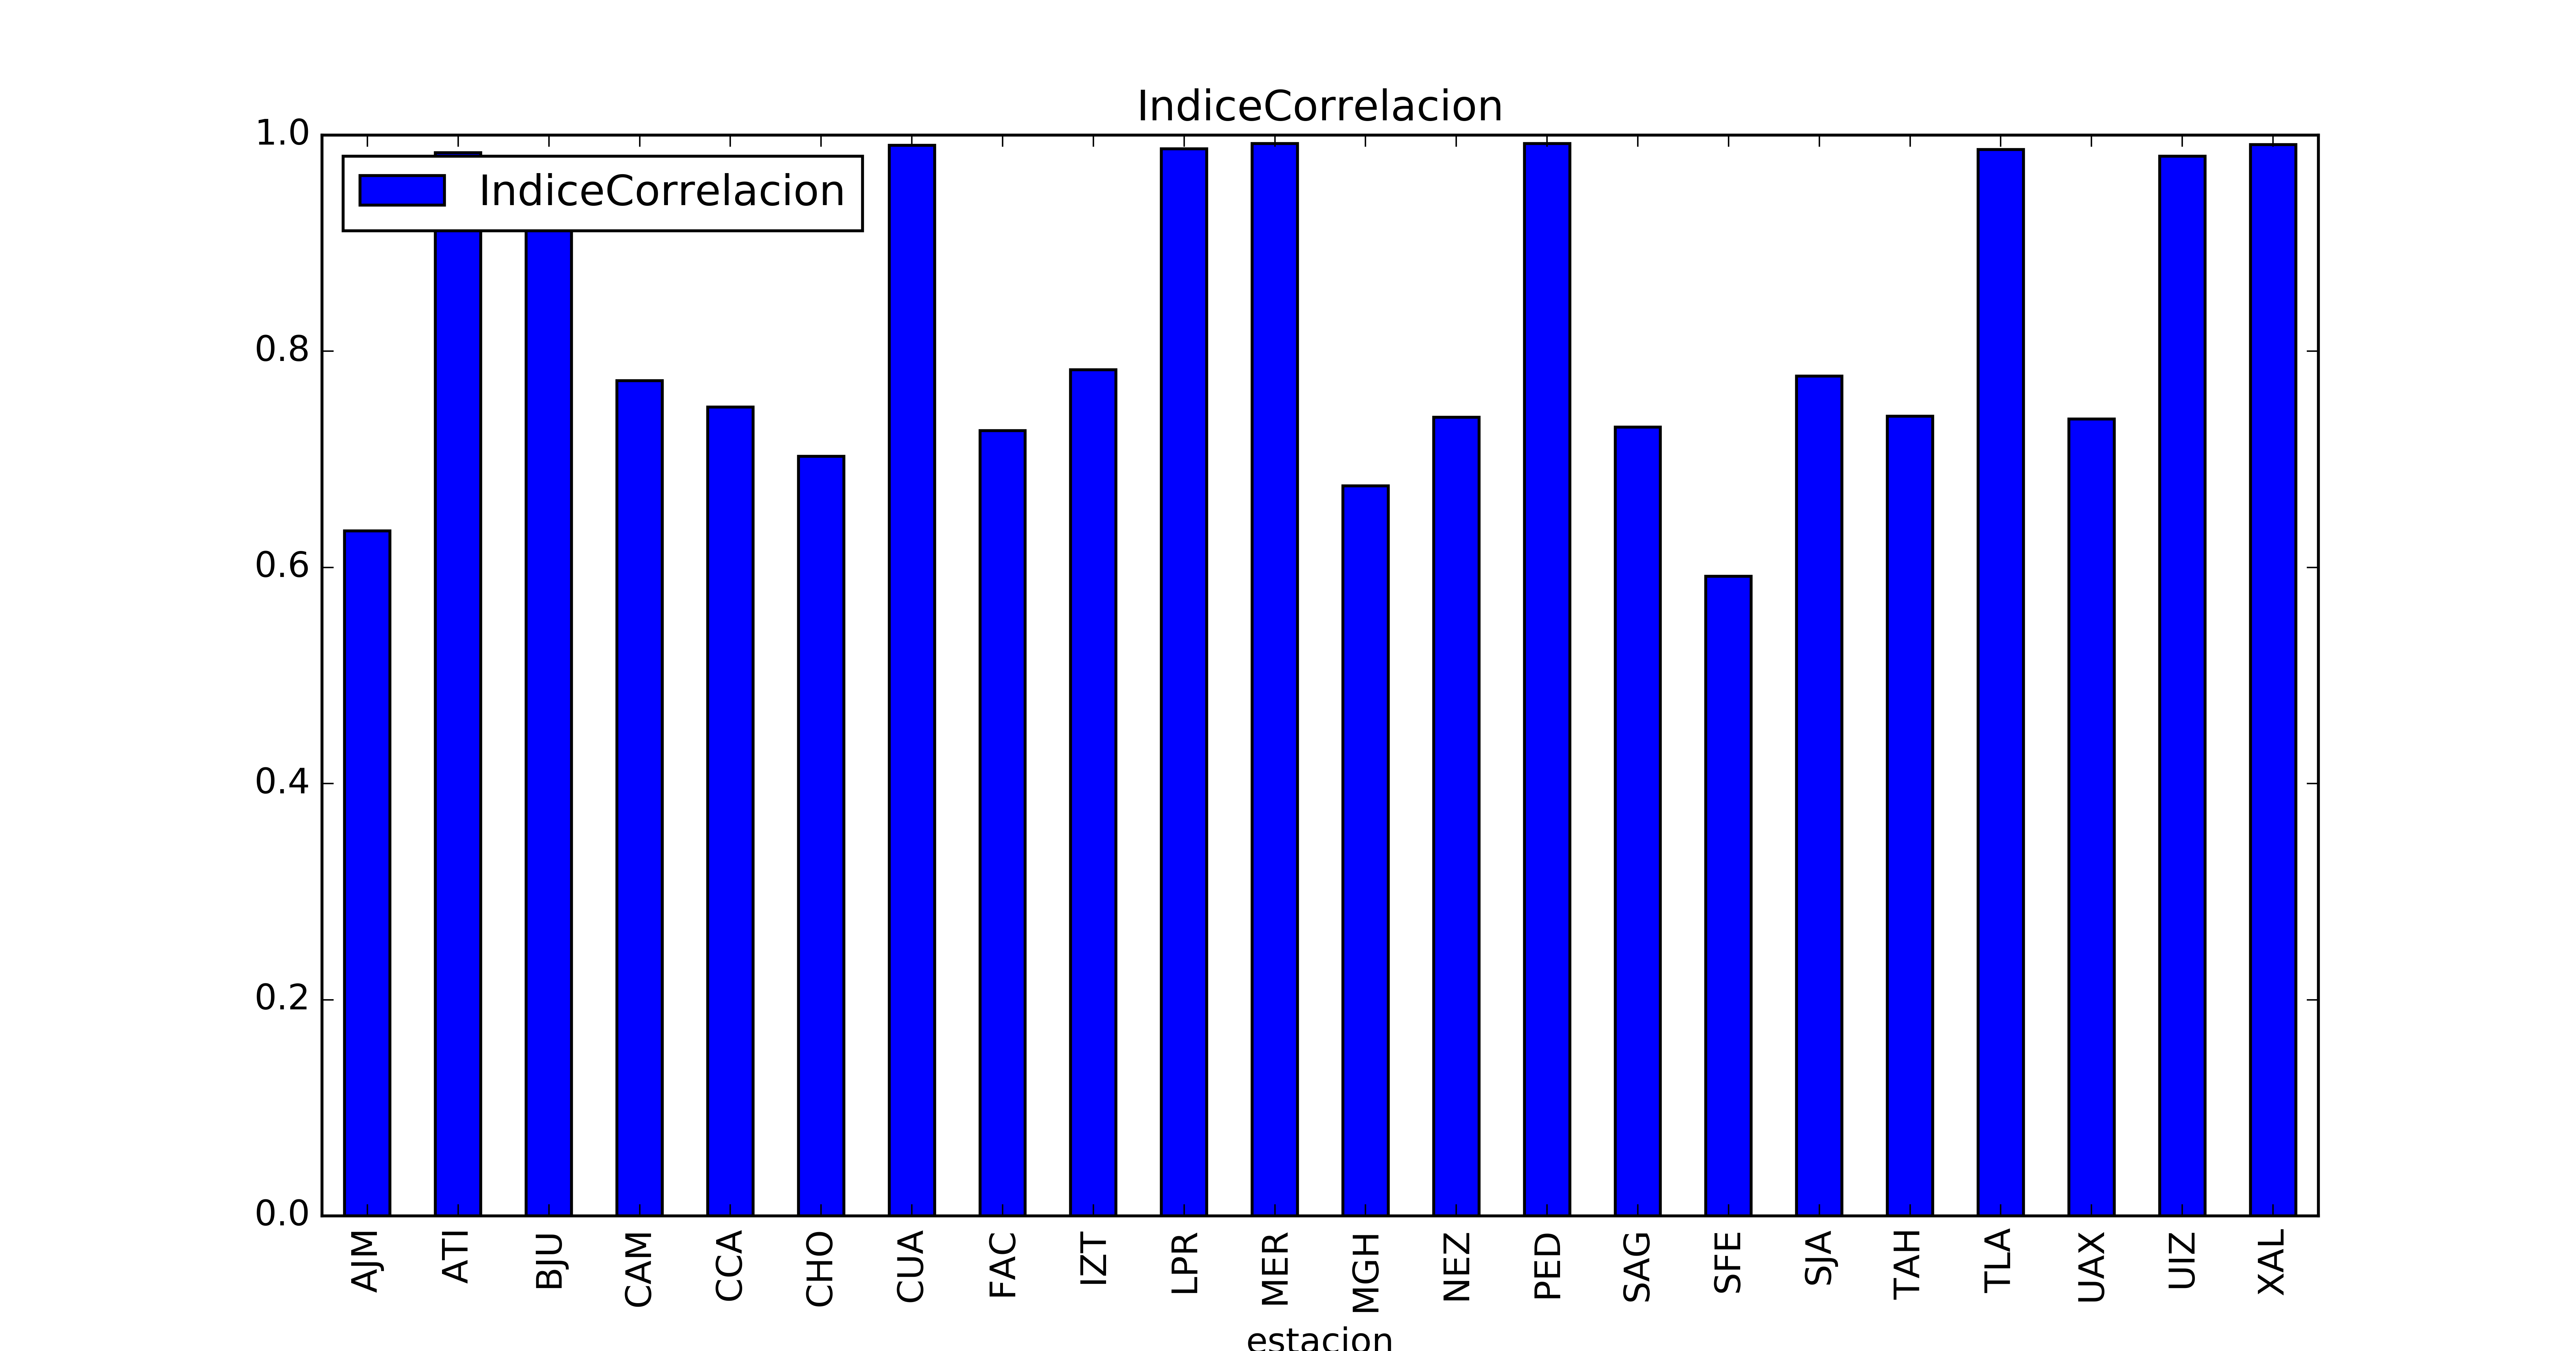 IndiceCorrelacion
IndiceCorrelacion
1.0
0.8
0.6
0.4
0.2
0.0
AJM
ATI
BJU
CAM
CCA
CHO
CUA
FAC
IZT
LPR
MER
MGH
NEZ
PED
SAG
SFE
SJA
TAH
TLA
UAX
UIZ
XAL
estacion